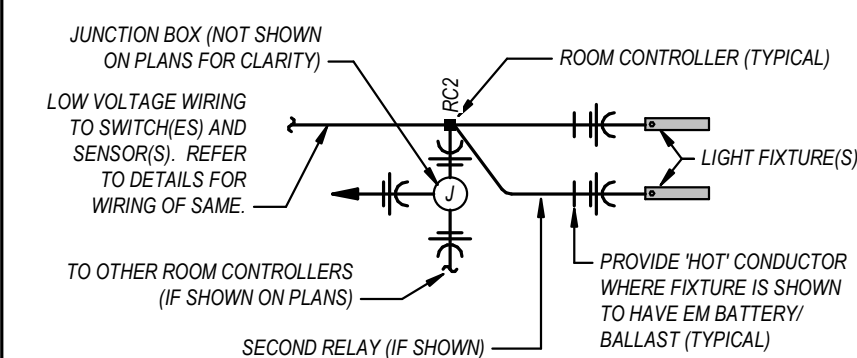 JUNCTION BOX (NOT SHOWN
ON PLANS FOR CLARITY)
ROOM CONTROLLER (TYPICAL)
RC2
LOW VOLTAGE WIRING
TO SWITCH(ES) AND
SENSOR(S). REFER
TO DETAILS FOR
WIRING OF SAME.
LIGHT FIXTURE(S)
J
TO OTHER ROOM CONTROLLERS
(IF SHOWN ON PLANS)
PROVIDE 'HOT' CONDUCTOR
WHERE FIXTURE IS SHOWN
TO HAVE EM BATTERY/
BALLAST (TYPICAL)
SECOND RELAY (IF SHOWN)